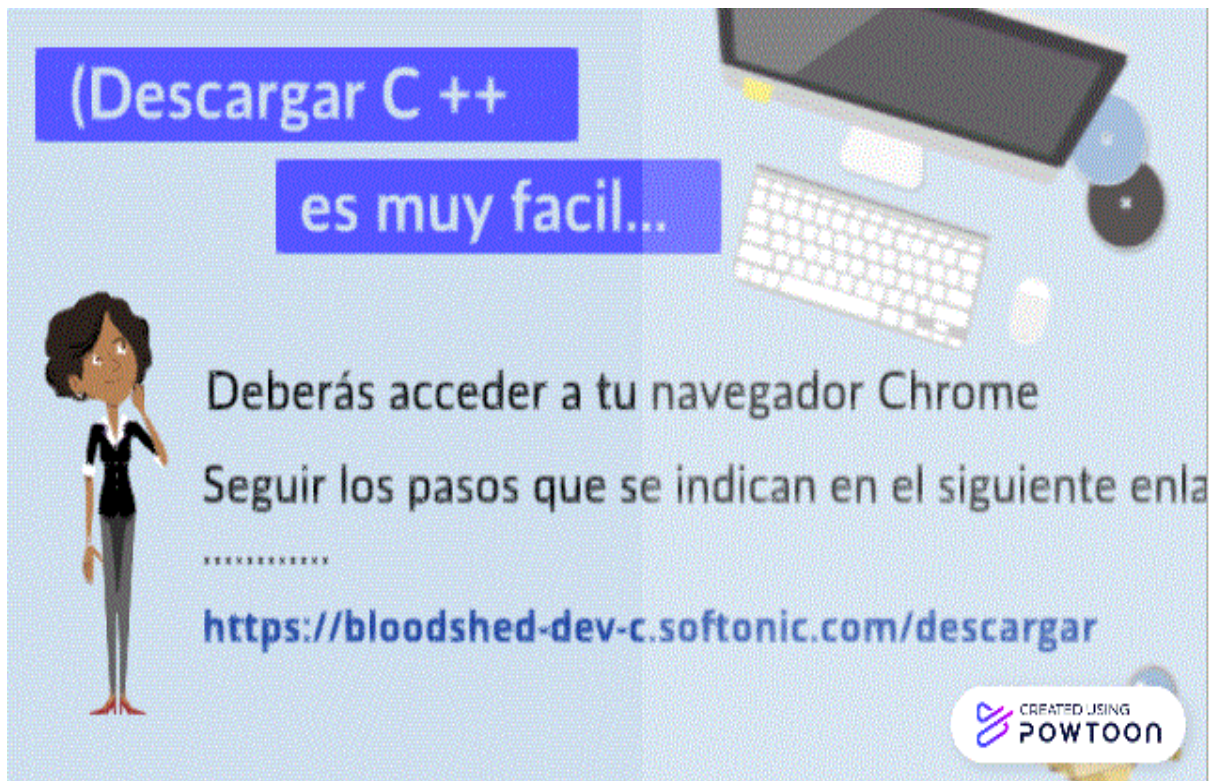 (Descargar C ++
es muy facil...
Deberás acceder a tu navegador Chrome
Seguir los pasos que se indican en el siguiente enla
............
https://bloodshed-dev-c.softonic.com/descargar
CREATED USING
POWTOON